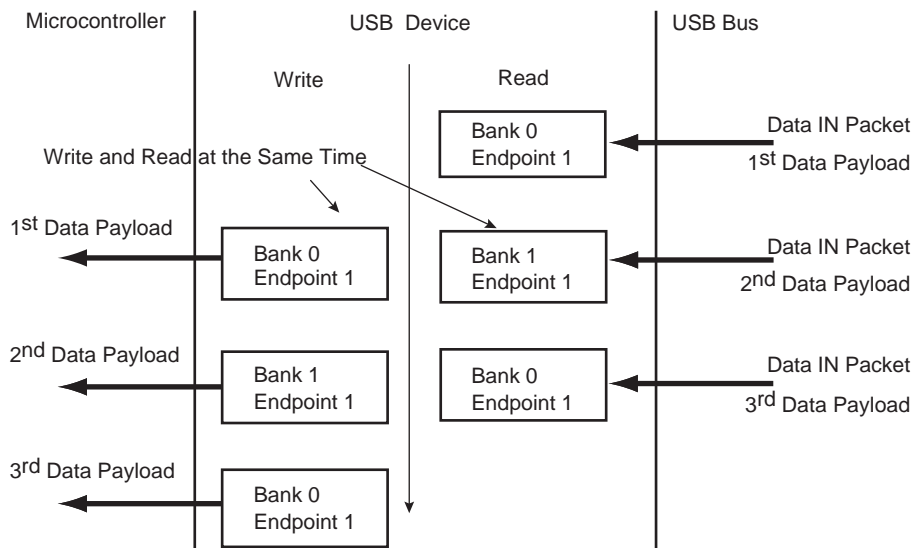 Microcontroller
USB Device
USB Bus
Write
Read
Bank 0
Endpoint 1
Data IN Packet
1st Data Payload
Write and Read at the Same Time
1st Data Payload
Bank 0
Endpoint 1
Bank 1
Endpoint 1
Data IN Packet
2nd Data Payload
2nd Data Payload
Bank 1
Endpoint 1
Bank 0
Endpoint 1
Data IN Packet
3rd Data Payload
3rd Data Payload
Bank 0
Endpoint 1